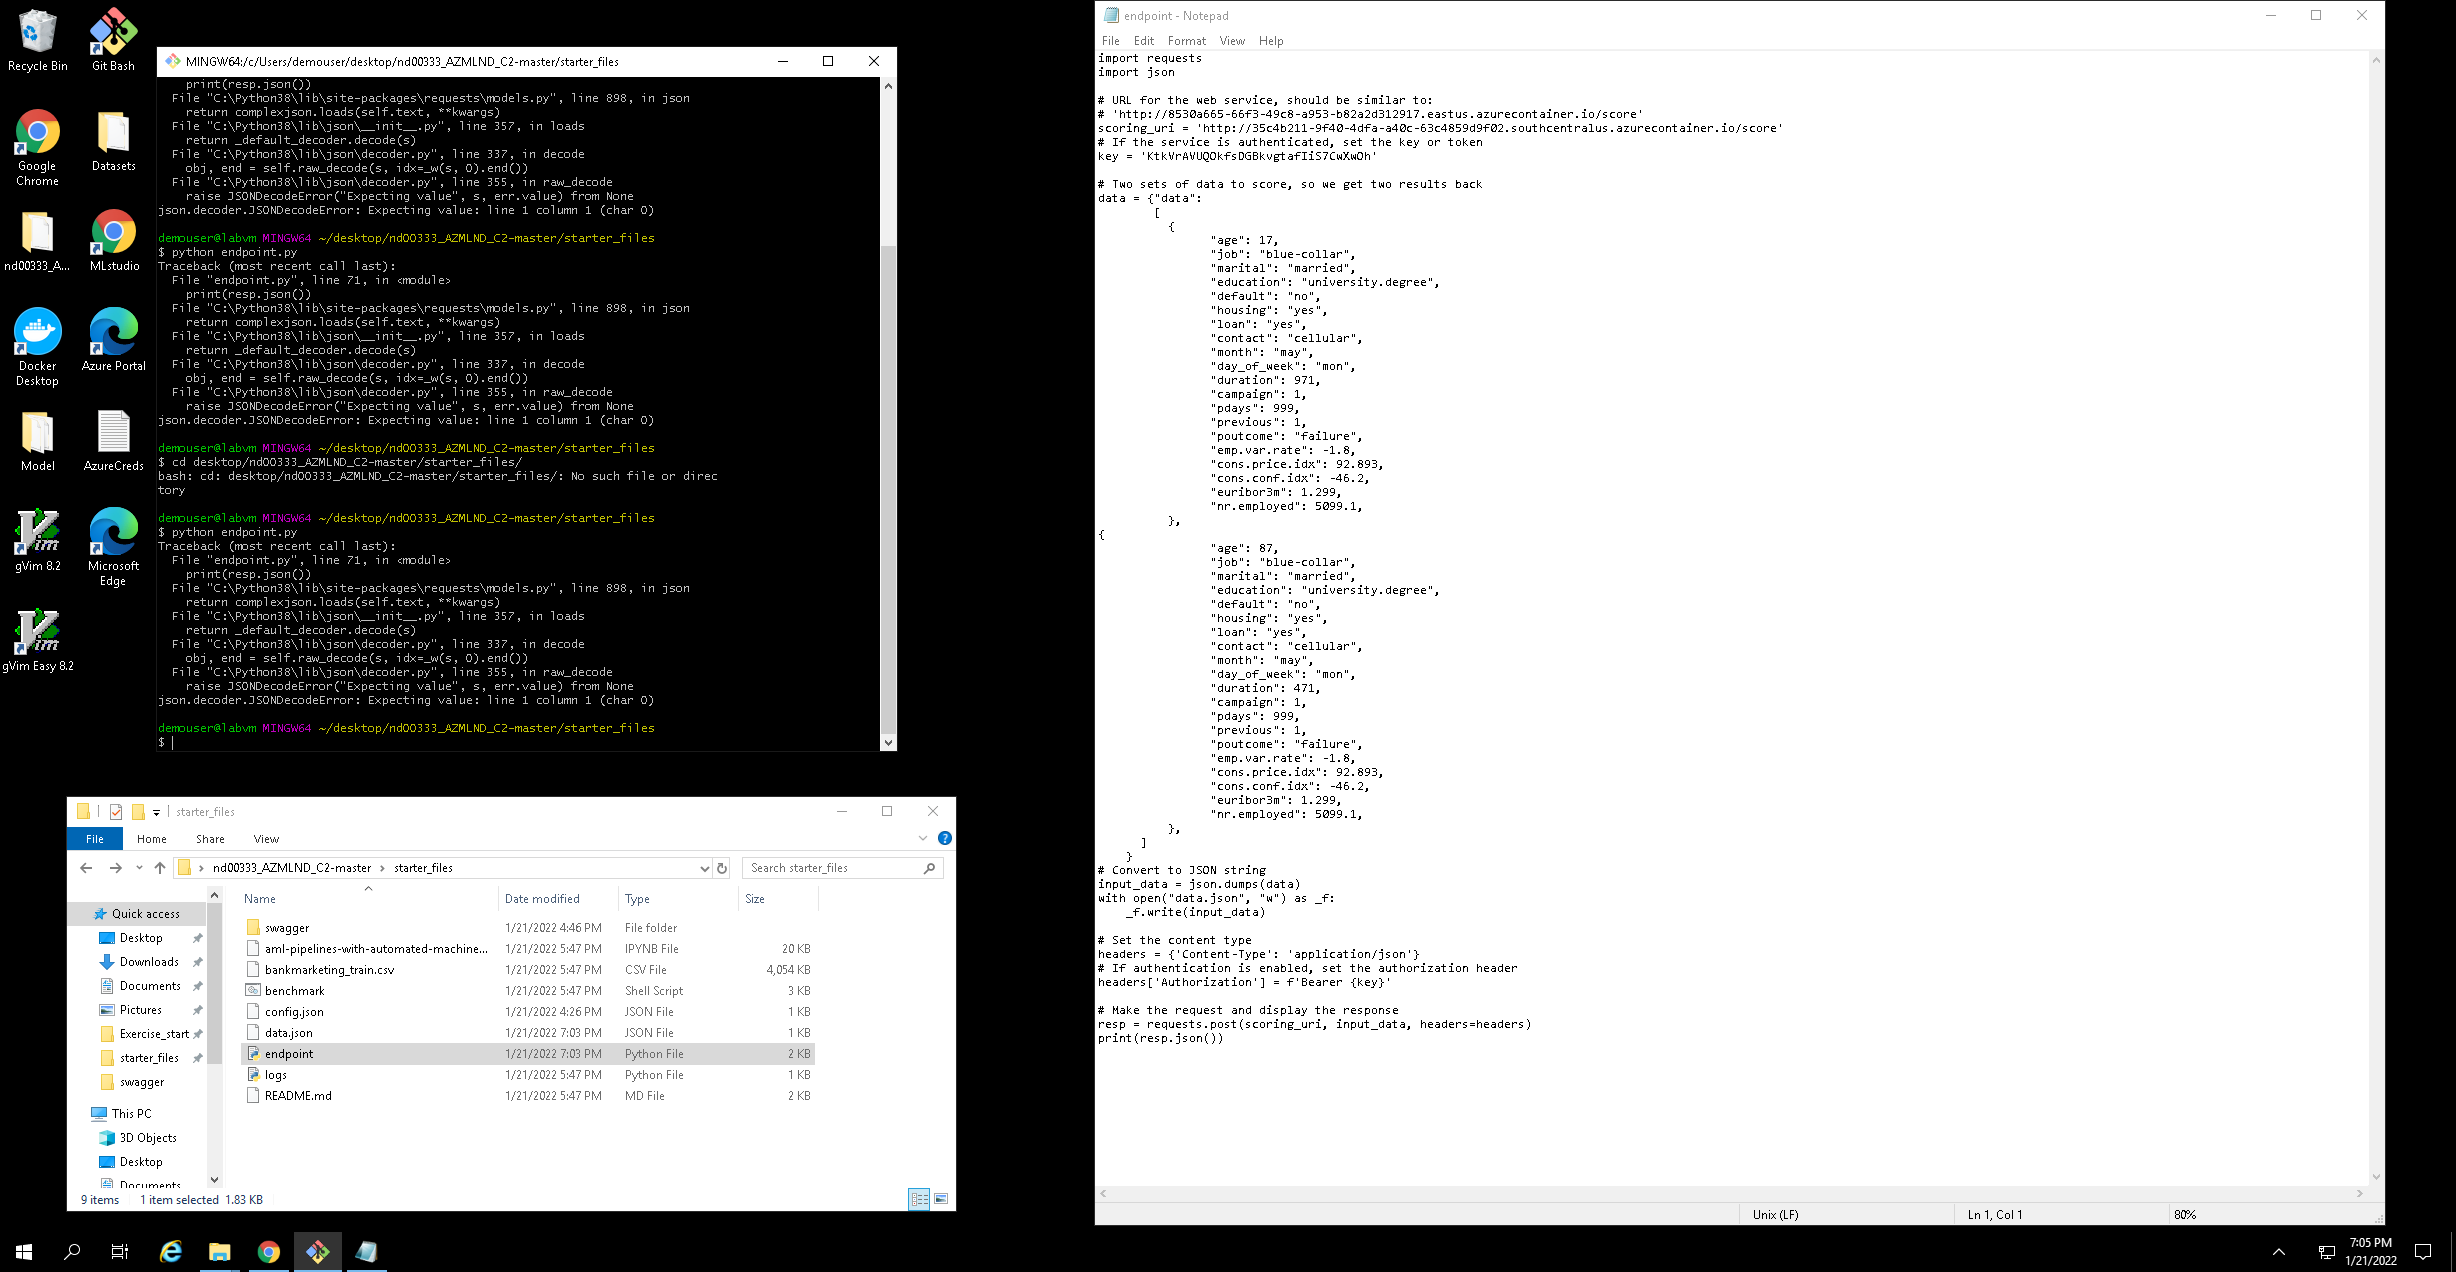 Recycle Bin
Git Bash
Google Chrome
Datasets
nd00333_A...
MLstudio
Docker Desktop
Azure Portal
Model
AzureCreds
gVim 8.2
Microsoft Edge
gVim Easy 8.2
MINGW64:/c/Users/demouser/desktop/nd00333_AZMLND_C2-master/starter_files
print(resp.json())
File "C:\Python38\lib\site-packages\requests\models.py", line 898, in json
return complexjson.loads(self.text, **kwargs)
File "C:\Python38\lib\json\__init__.py", line 357, in loads
return _default_decoder.decode(s)
File "C:\Python38\lib\json\decoder.py", line 337, in decode
obj, end = self.raw_decode(s, idx=_w(s, 0).end())
File "C:\Python38\lib\json\decoder.py", line 355, in raw_decode
raise JSONDecodeError("Expecting value", s, err.value) from None
json.decoder.JSONDecodeError: Expecting value: line 1 column 1 (char 0)
demouser@labvm MINGW64 ~/desktop/nd00333_AZMLND_C2-master/starter_files
$ python endpoint.py
Traceback (most recent call last):
File "endpoint.py", line 71, in <module>
print(resp.json())
File "C:\Python38\lib\site-packages\requests\models.py", line 898, in json
return complexjson.loads(self.text, **kwargs)
File "C:\Python38\lib\json\__init__.py", line 357, in loads
return _default_decoder.decode(s)
File "C:\Python38\lib\json\decoder.py", line 337, in decode
obj, end = self.raw_decode(s, idx=_w(s, 0).end())
File "C:\Python38\lib\json\decoder.py", line 355, in raw_decode
raise JSONDecodeError("Expecting value", s, err.value) from None
json.decoder.JSONDecodeError: Expecting value: line 1 column 1 (char 0)
demouser@labvm MINGW64 ~/desktop/nd00333_AZMLND_C2-master/starter_files
$ cd desktop/nd00333_AZMLND_C2-master/starter_files/
bash: cd: desktop/nd00333_AZMLND_C2-master/starter_files/: No such file or direc
tory
demouser@labvm MINGW64 ~/desktop/nd00333_AZMLND_C2-master/starter_files
$ python endpoint.py
Traceback (most recent call last):
File "endpoint.py", line 71, in <module>
print(resp.json())
File "C:\Python38\lib\site-packages\requests\models.py", line 898, in json
return complexjson.loads(self.text, **kwargs)
File "C:\Python38\lib\json\__init__.py", line 357, in loads
return _default_decoder.decode(s)
File "C:\Python38\lib\json\decoder.py", line 337, in decode
obj, end = self.raw_decode(s, idx=_w(s, 0).end())
File "C:\Python38\lib\json\decoder.py", line 355, in raw_decode
raise JSONDecodeError("Expecting value", s, err.value) from None
json.decoder.JSONDecodeError: Expecting value: line 1 column 1 (char 0)
demouser@labvm MINGW64 ~/desktop/nd00333_AZMLND_C2-master/starter_files
$
starter_files
File Home Share View
nd00333_AZMLND_C2-master > starter_files
Search starter_files
Name Date modified Type Size
Quick access
Desktop
Downloads
Documents
Pictures
Exercise_start
starter_files
swagger
This PC
3D Objects
Desktop
Documents
swagger 1/21/2022 4:46 PM File folder
aml-pipelines-with-automated-machine... 1/21/2022 5:47 PM IPYNB File 20 KB
bankmarketing_train.csv 1/21/2022 5:47 PM CSV File 4,054 KB
benchmark 1/21/2022 5:47 PM Shell Script 3 KB
config.json 1/21/2022 4:26 PM JSON File 1 KB
data.json 1/21/2022 7:03 PM JSON File 1 KB
endpoint 1/21/2022 7:03 PM Python File 2 KB
logs 1/21/2022 5:47 PM Python File 1 KB
README.md 1/21/2022 5:47 PM MD File 2 KB
9 items 1 item selected 1.83 KB
endpoint - Notepad
File Edit Format View Help
import requests
import json
# URL for the web service, should be similar to:
# 'http://8530a665-66f3-49c8-a953-b82a2d312917.eastus.azurecontainer.io/score'
scoring_uri = 'http://35c4b211-9f40-4dfa-a40c-63c4859d9f02.southcentralus.azurecontainer.io/score'
# If the service is authenticated, set the key or token
key = 'KtkVrAVUQOkfsDGBkvgtafIiS7CwXwOh'
# Two sets of data to score, so we get two results back
data = {"data":
[
{
"age": 17,
"job": "blue-collar",
"marital": "married",
"education": "university.degree",
"default": "no",
"housing": "yes",
"loan": "yes",
"contact": "cellular",
"month": "may",
"day_of_week": "mon",
"duration": 971,
"campaign": 1,
"pdays": 999,
"previous": 1,
"poutcome": "failure",
"emp.var.rate": -1.8,
"cons.price.idx": 92.893,
"cons.conf.idx": -46.2,
"euribor3m": 1.299,
"nr.employed": 5099.1,
},
{
"age": 87,
"job": "blue-collar",
"marital": "married",
"education": "university.degree",
"default": "no",
"housing": "yes",
"loan": "yes",
"contact": "cellular",
"month": "may",
"day_of_week": "mon",
"duration": 471,
"campaign": 1,
"pdays": 999,
"previous": 1,
"poutcome": "failure",
"emp.var.rate": -1.8,
"cons.price.idx": 92.893,
"cons.conf.idx": -46.2,
"euribor3m": 1.299,
"nr.employed": 5099.1,
},
]
}
# Convert to JSON string
input_data = json.dumps(data)
with open("data.json", "w") as _f:
_f.write(input_data)
# Set the content type
headers = {'Content-Type': 'application/json'}
# If authentication is enabled, set the authorization header
headers['Authorization'] = f'Bearer {key}'
# Make the request and display the response
resp = requests.post(scoring_uri, input_data, headers=headers)
print(resp.json())
Unix (LF) Ln 1, Col 1 80%
7:05 PM
1/21/2022